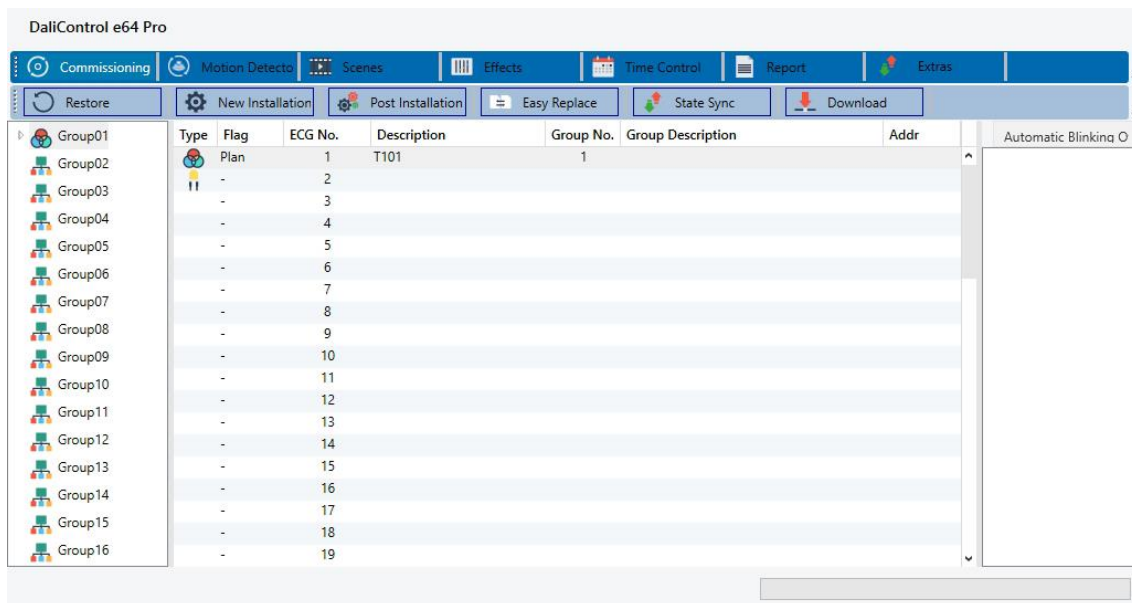 DaliControl e64 Pro
Commissioning Motion Detecto Scenes Effects Time Control Report Extras
Restore New Installation Post Installation Easy Replace State Sync Download
Group01
Group02
Group03
Group04
Group05
Group06
Group07
Group08
Group09
Group10
Group11
Group12
Group13
Group14
Group15
Group16
Type Flag ECG No. Description Group No. Group Description Addr
Plan 1 T101 1
- 2
- 3
- 4
- 5
- 6
- 7
- 8
- 9
- 10
- 11
- 12
- 13
- 14
- 15
- 16
- 17
- 18
- 19
Automatic Blinking O